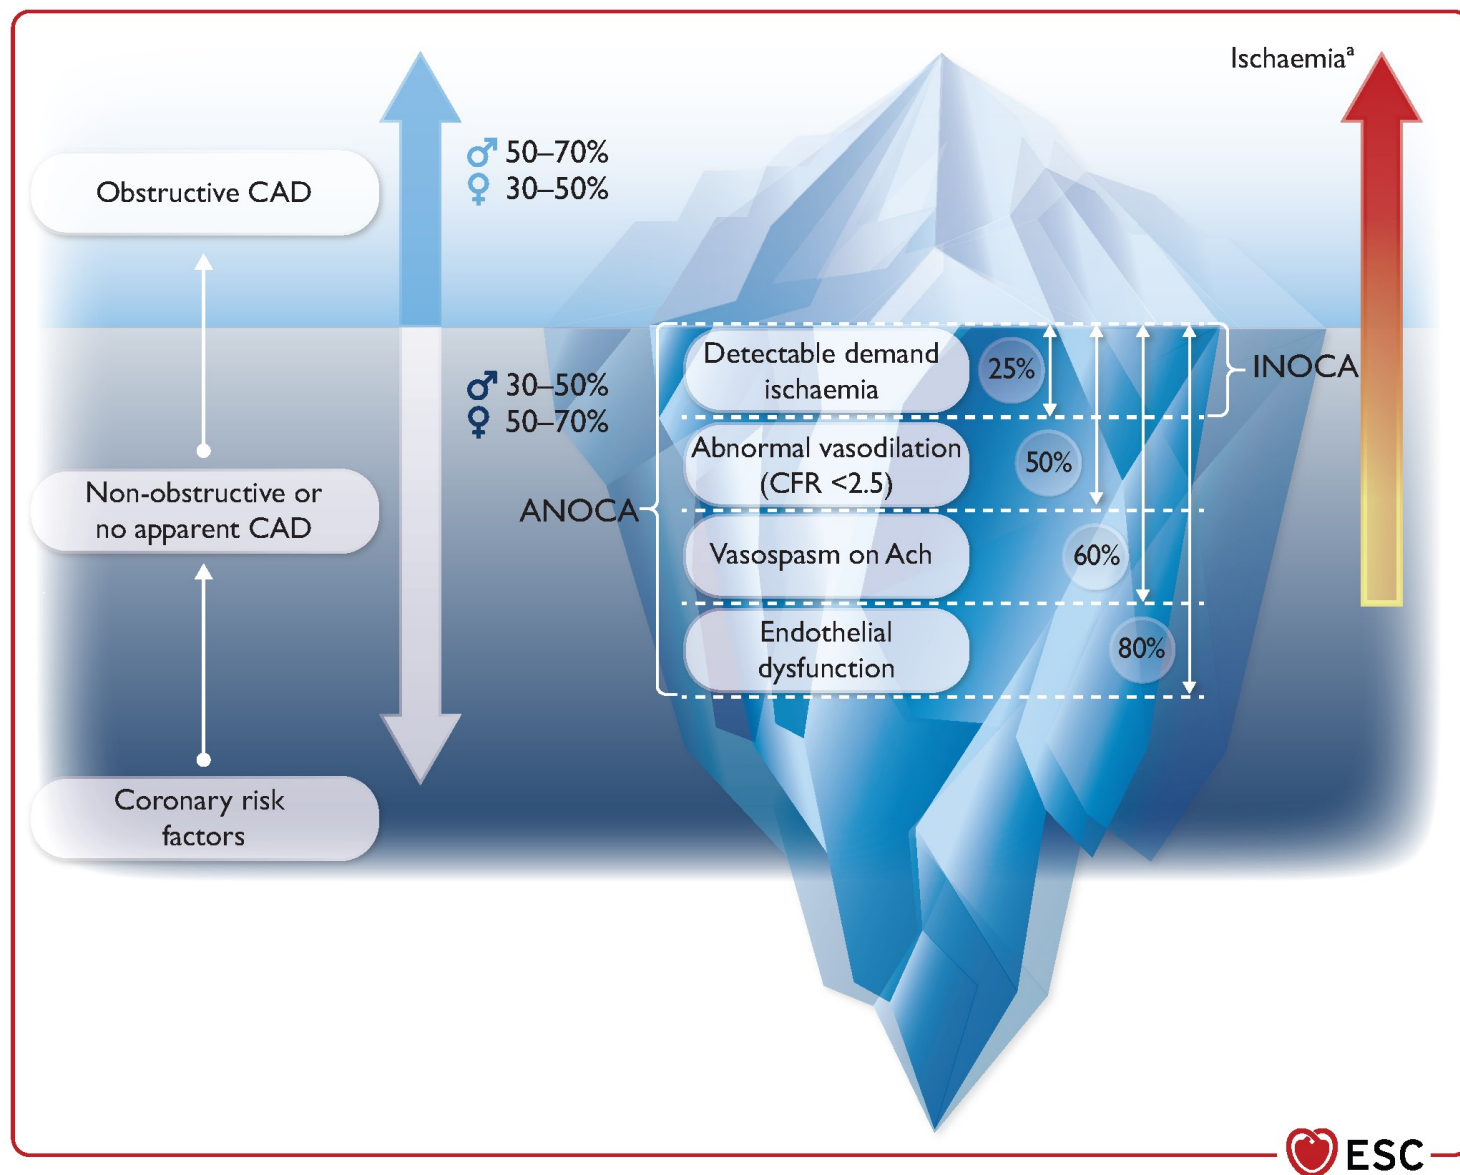 Ischaemiaᵃ
Obstructive CAD
♂ 50–70%
♀ 30–50%
♂ 30–50%
♀ 50–70%
Non-obstructive or
no apparent CAD
Coronary risk
factors
ANOCA
Detectable demand
ischaemia
25%
INOCA
Abnormal vasodilation
(CFR <2.5)
50%
Vasospasm on Ach
60%
Endothelial
dysfunction
80%
ESC